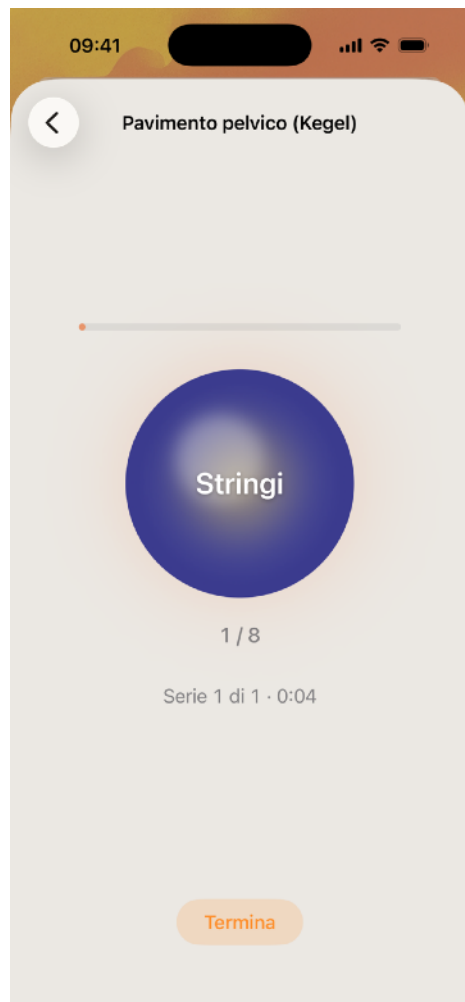 09:41
Pavimento pelvico (Kegel)
Stringi
1 / 8
Serie 1 di 1 · 0:04
Termina